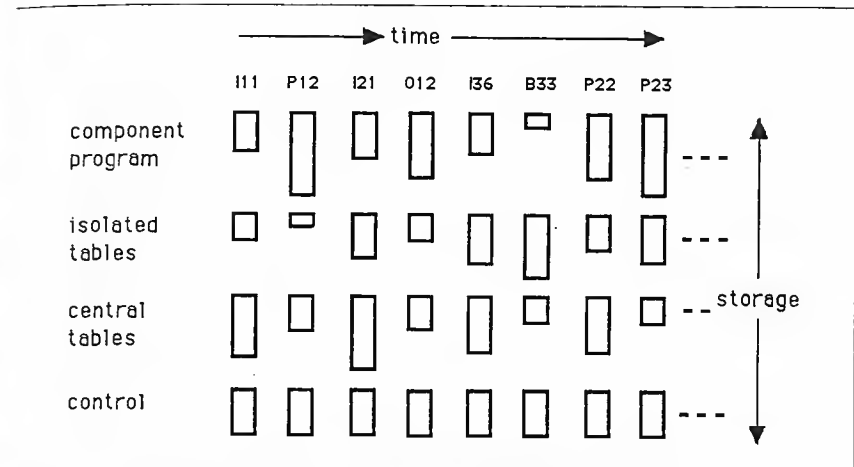 time
I11 P12 I21 O12 I36 B33 P22 P23
component
program
isolated
tables
central
tables
storage
control